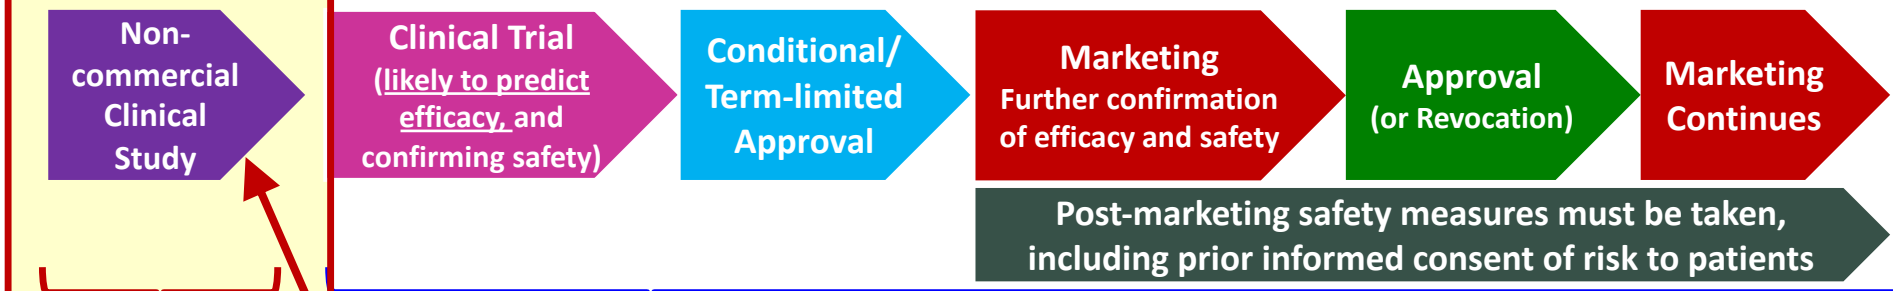 Non-
commercial
Clinical
Study
Clinical Trial
(likely to predict
efficacy, and
confirming safety)
Conditional/
Term-limited
Approval
Marketing
Further confirmation
of efficacy and safety
Approval
(or Revocation)
Marketing
Continues
Post-marketing safety measures must be taken,
including prior informed consent of risk to patients